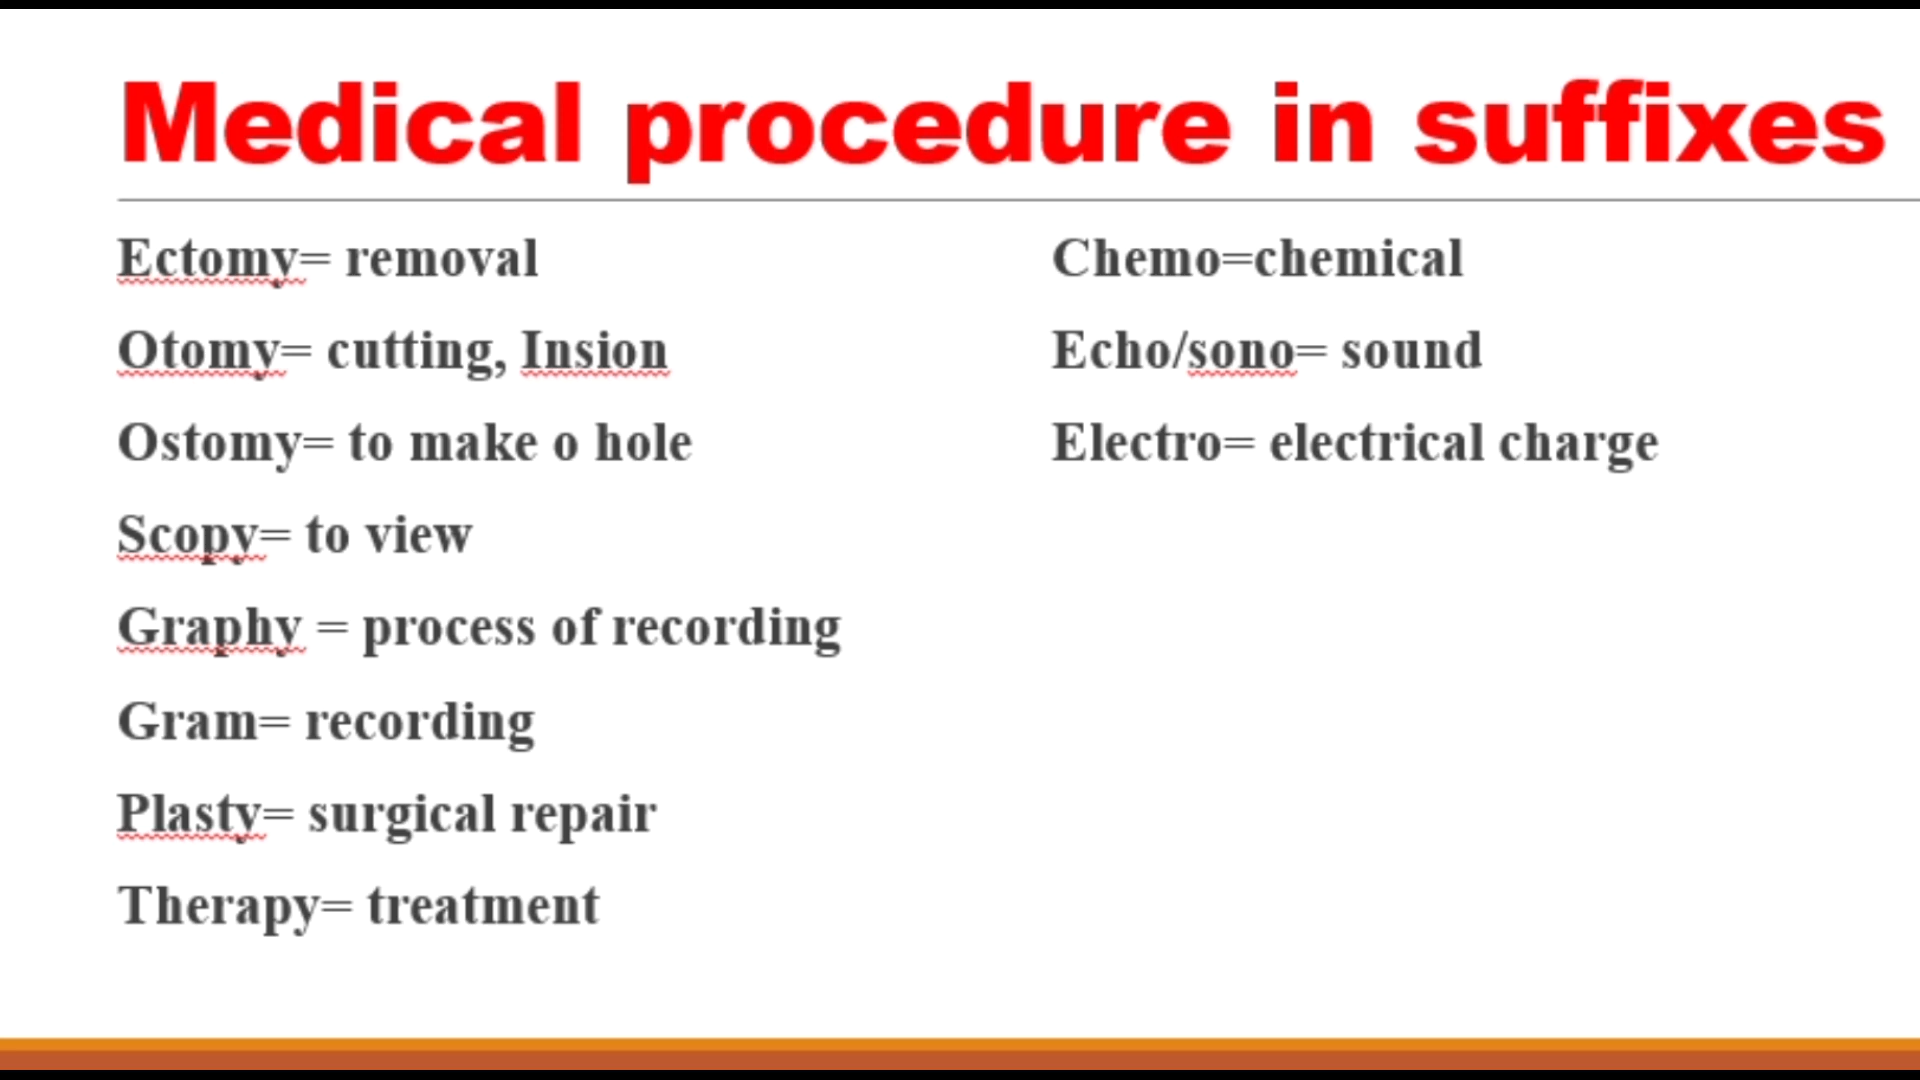 Medical procedure in suffixes
Ectomy= removal
Otomy= cutting, Insion
Ostomy= to make o hole
Scopy= to view
Graphy = process of recording
Gram= recording
Plasty= surgical repair
Therapy= treatment
Chemo=chemical
Echo/sono= sound
Electro= electrical charge